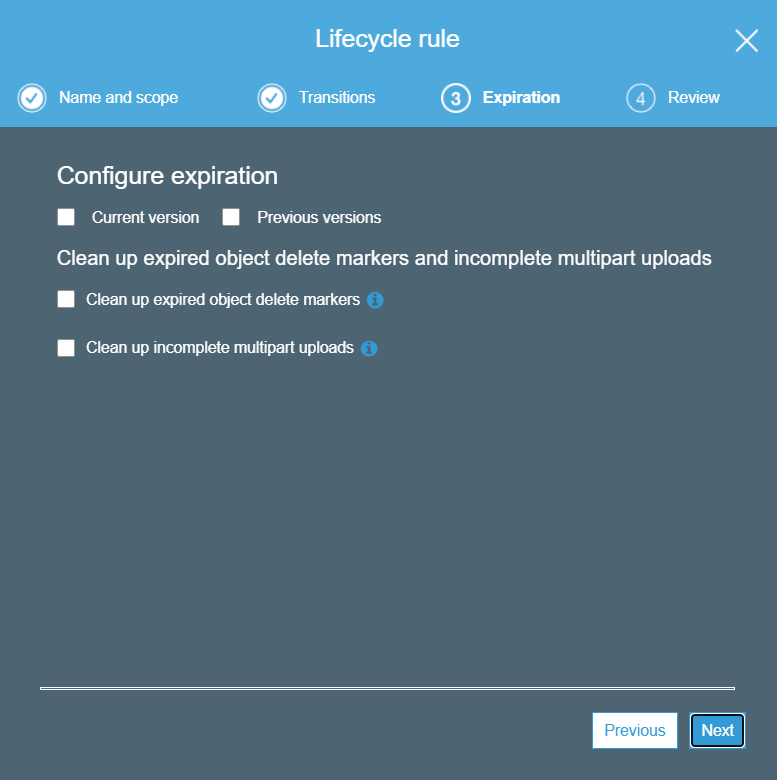 Lifecycle rule
Name and scope
Transitions
3 Expiration
4 Review
Configure expiration
Current version
Previous versions
Clean up expired object delete markers and incomplete multipart uploads
Clean up expired object delete markers i
Clean up incomplete multipart uploads i
Previous
Next